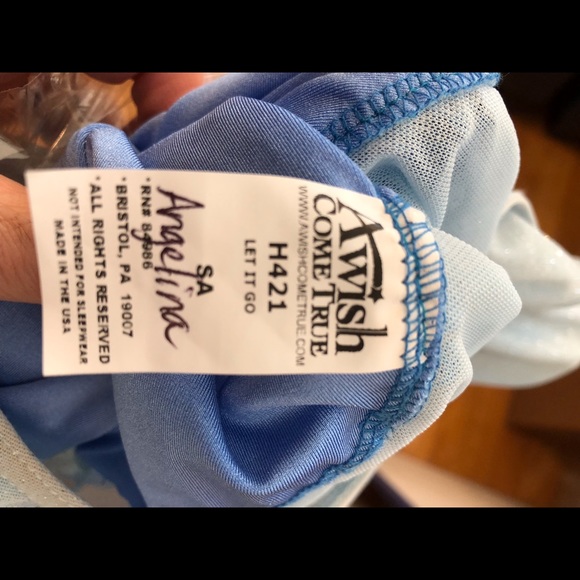 A Wish
COME TRUE
WWW.AWISHCOMETRUE.COM
H421
LET IT GO
SA
Angelina
*RN# 84986
*BRISTOL, PA 19007
*ALL RIGHTS RESERVED
NOT INTENDED FOR SLEEPWEAR
MADE IN THE USA